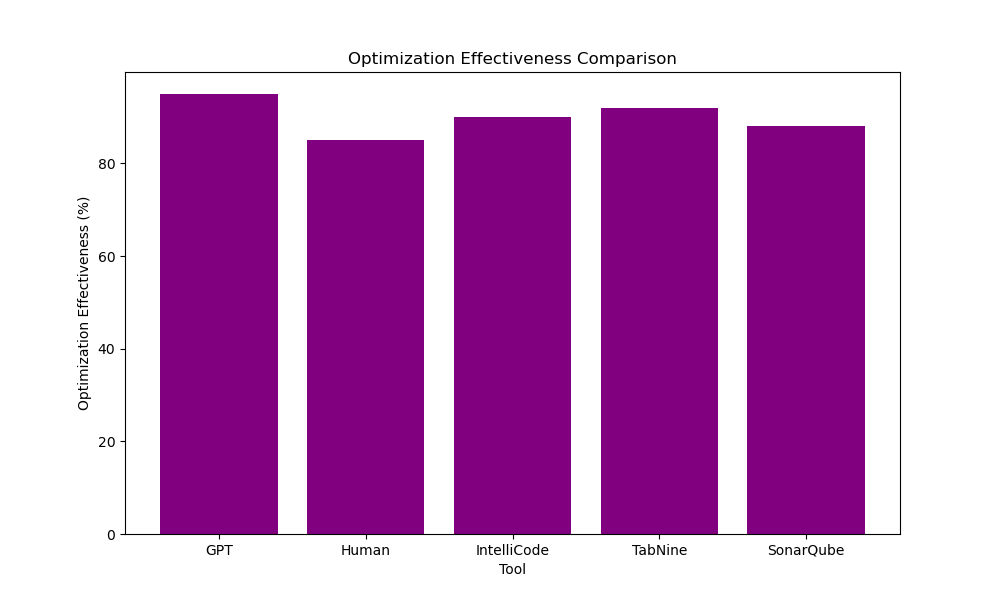 Optimization Effectiveness Comparison
Optimization Effectiveness (%)
80
60
40
20
0
GPT Human IntelliCode TabNine SonarQube
Tool